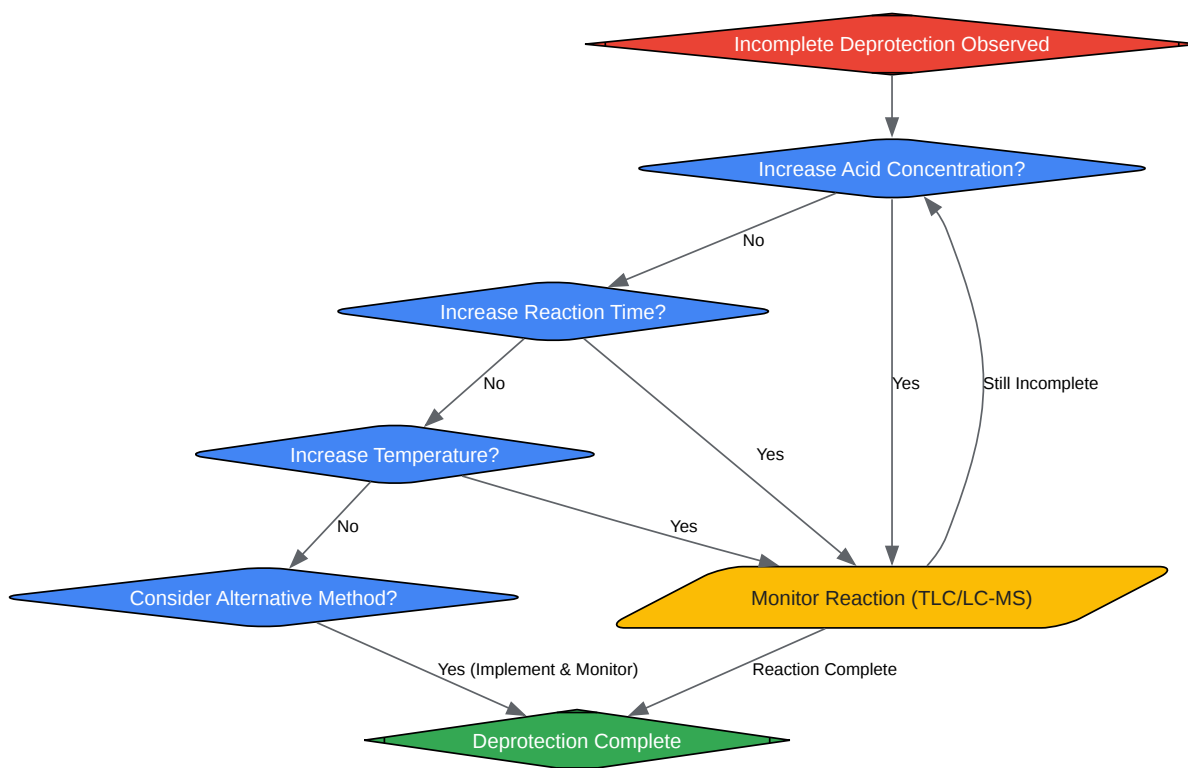 Incomplete Deprotection Observed
Increase Acid Concentration?
No
Increase Reaction Time?
No
Yes
Still Incomplete
Increase Temperature?
Yes
No
Yes
Consider Alternative Method?
Monitor Reaction (TLC/LC-MS)
Yes (Implement & Monitor)
Reaction Complete
Deprotection Complete